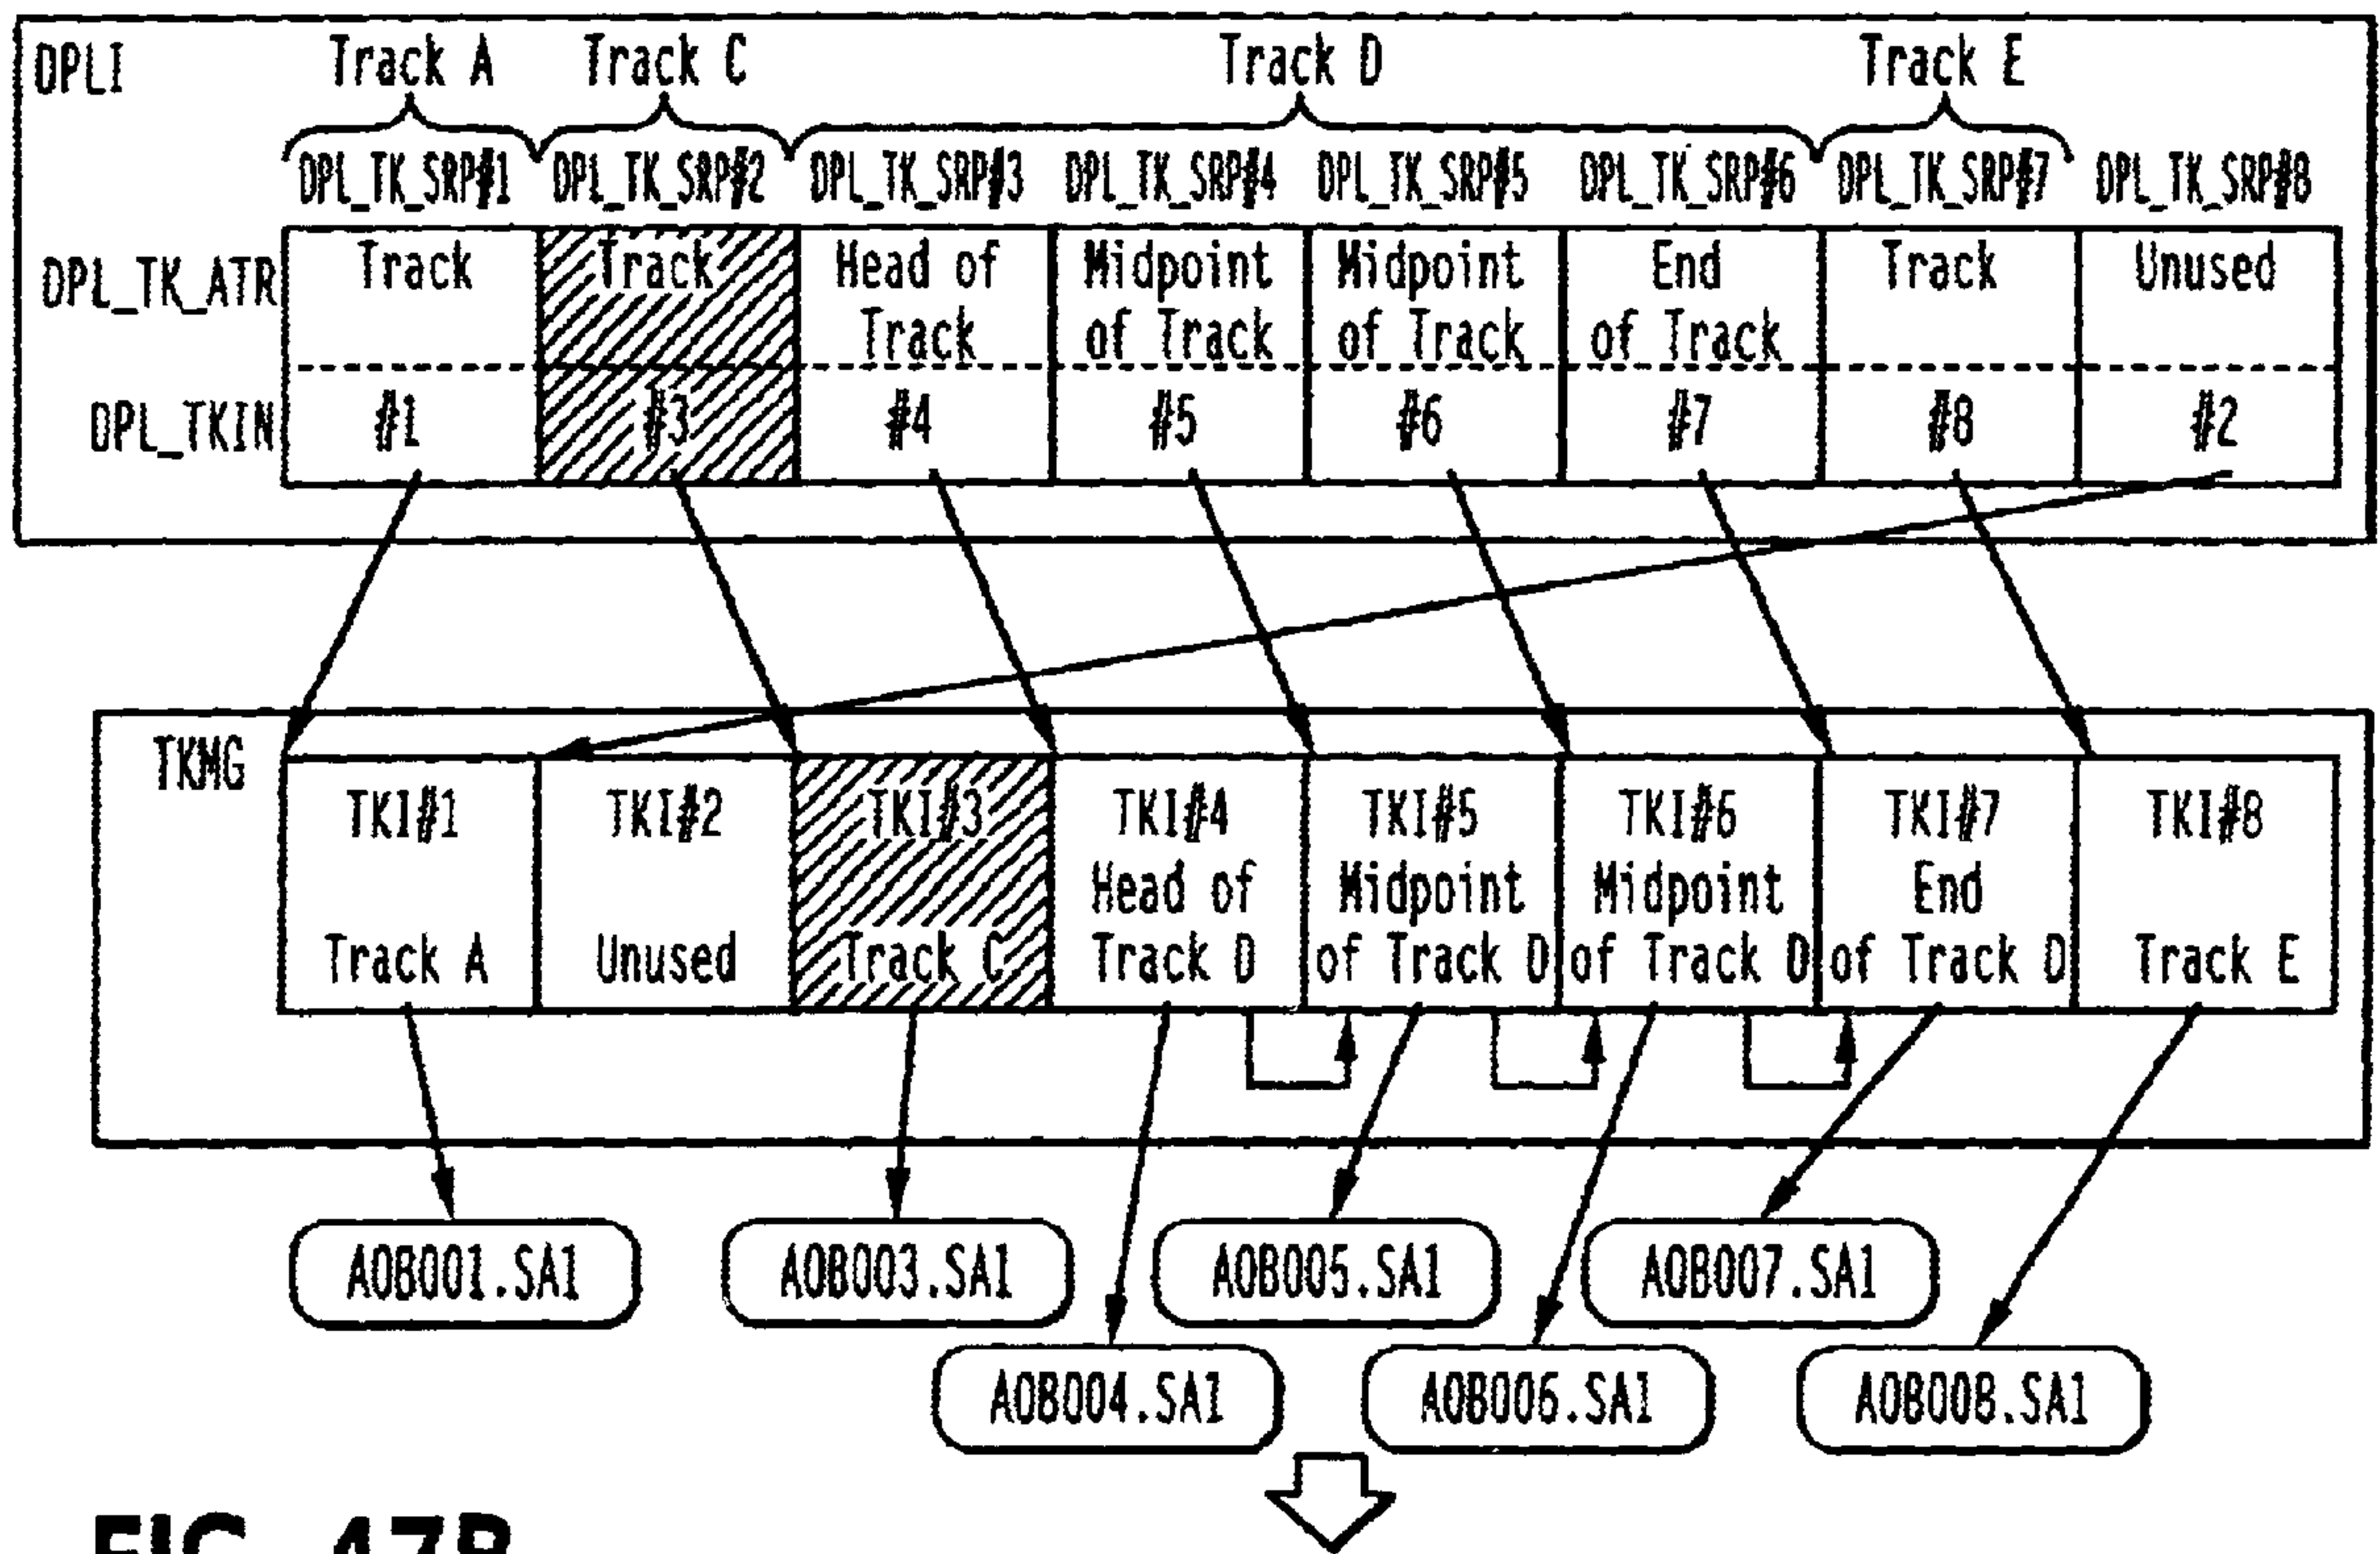 DPLI
Track A Track C Track D Track E
DPL_TK_SRP#1 DPL_TK_SRP#2 DPL_TK_SRP#3 DPL_TK_SRP#4 DPL_TK_SRP#5 DPL_TK_SRP#6 DPL_TK_SRP#7 DPL_TK_SRP#8
DPL_TK_ATR Track Track Head of Midpoint Midpoint End Track Unused
Track of Track of Track of Track
DPL_TKIN #1 #3 #4 #5 #6 #7 #8 #2
TKMG
TKI#1 TKI#2 TKI#3 TKI#4 TKI#5 TKI#6 TKI#7 TKI#8
Head of Midpoint Midpoint End
Track A Unused Track C Track D of Track D of Track D of Track D Track E
AOB001.SA1 AOB003.SA1 AOB005.SA1 AOB007.SA1
AOB004.SA1 AOB006.SA1 AOB008.SA1
FIG. 47B